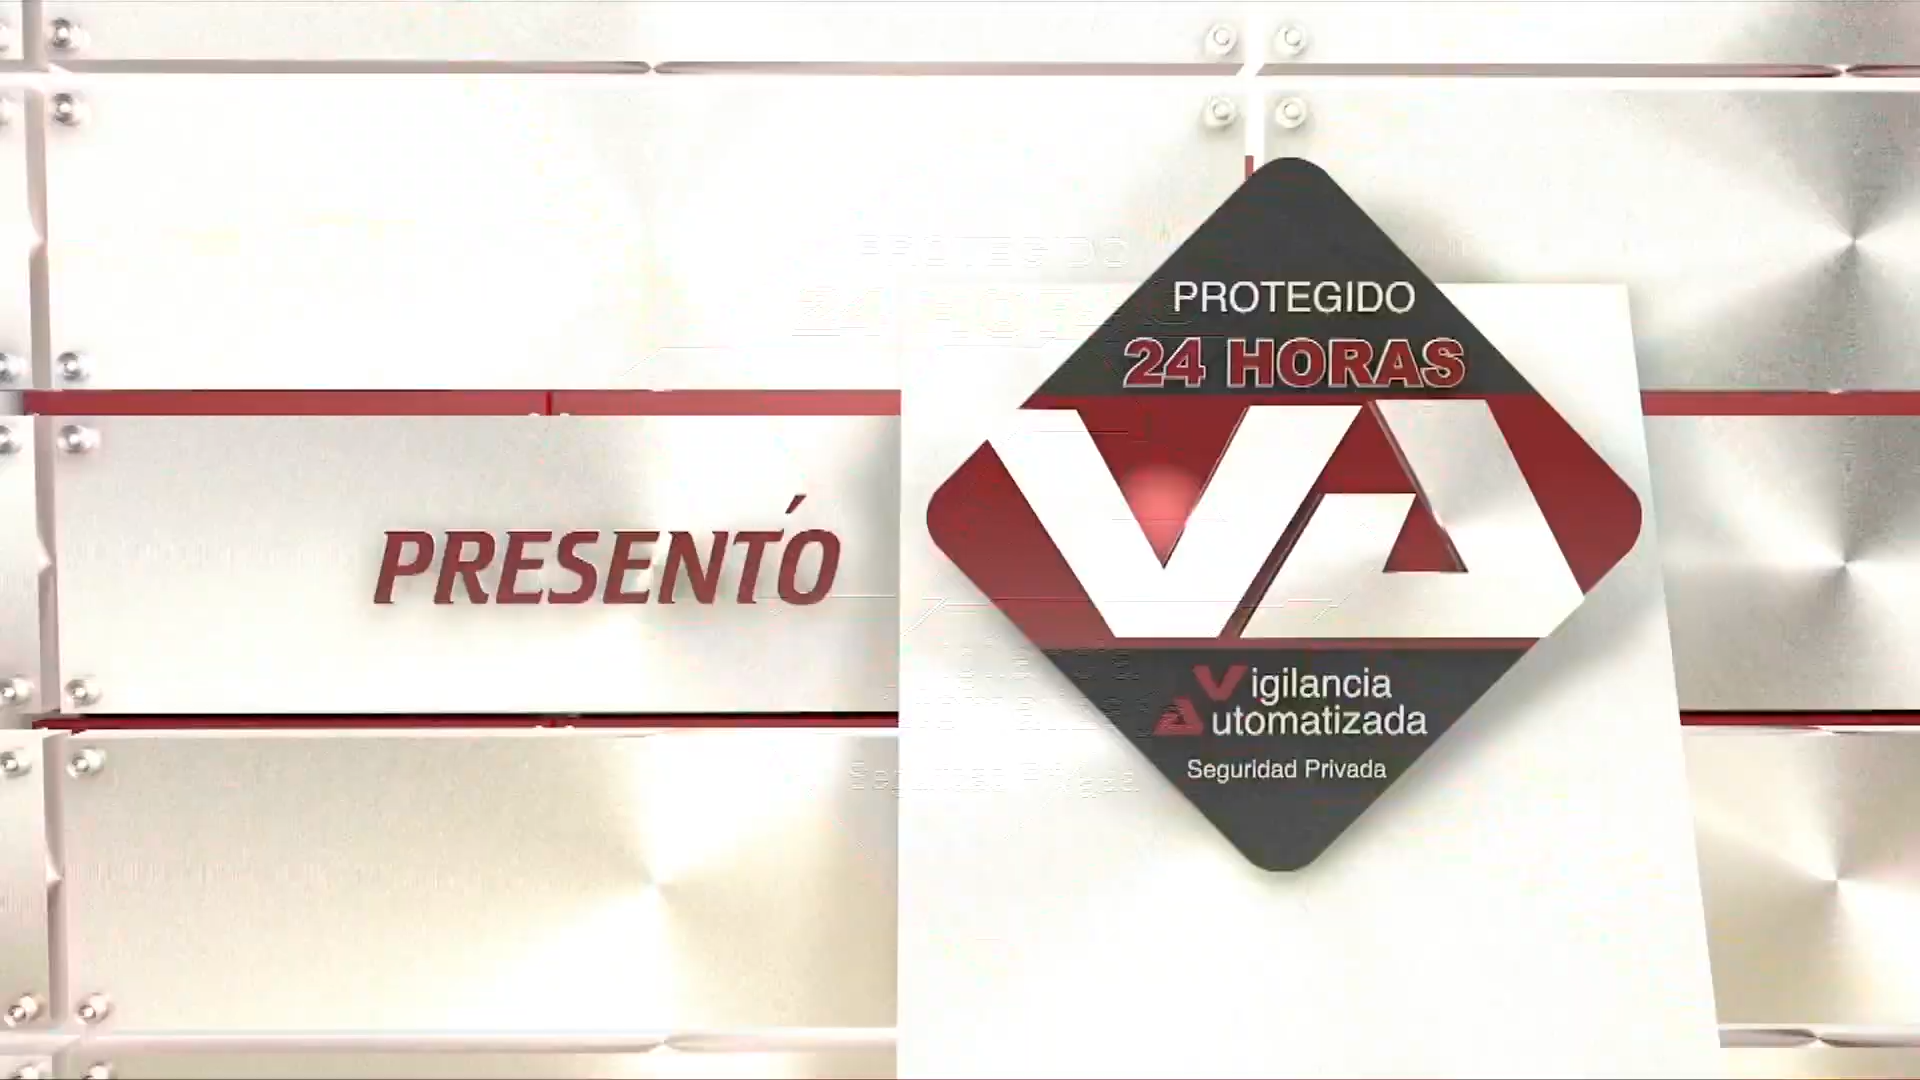 PRESENTÓ
PROTEGIDO
24 HORAS
VA
Vigilancia
Automatizada
Seguridad Privada